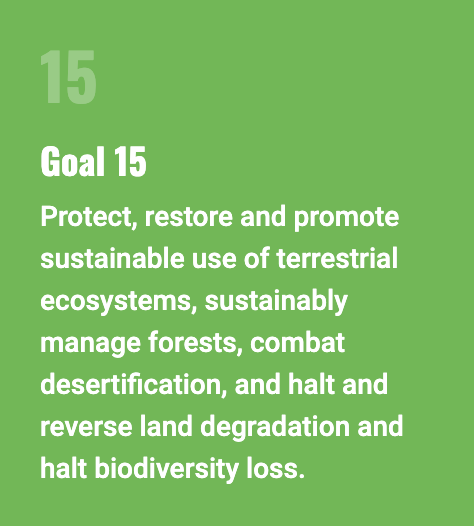 15
Goal 15
Protect, restore and promote
sustainable use of terrestrial
ecosystems, sustainably
manage forests, combat
desertification, and halt and
reverse land degradation and
halt biodiversity loss.